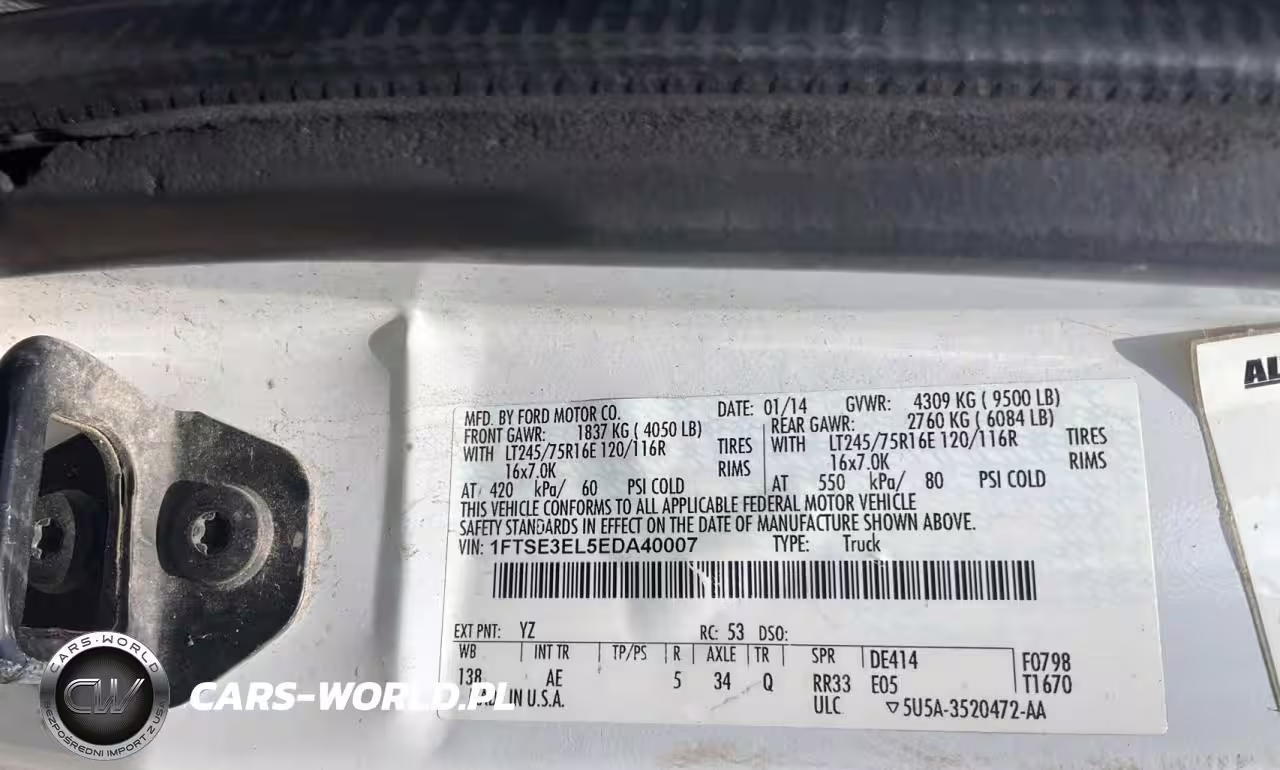 MFD. BY FORD MOTOR CO. DATE: 01/14 GVWR: 4309 KG ( 9500 LB)
FRONT GAWR: 1837 KG ( 4050 LB) REAR GAWR: 2760 KG ( 6084 LB)
WITH LT245/75R16E 120/116R TIRES WITH LT245/75R16E 120/116R TIRES
16x7.0K RIMS 16x7.0K RIMS
AT 420 kPa/ 60 PSI COLD AT 550 kPa/ 80 PSI COLD
THIS VEHICLE CONFORMS TO ALL APPLICABLE FEDERAL MOTOR VEHICLE
SAFETY STANDARDS IN EFFECT ON THE DATE OF MANUFACTURE SHOWN ABOVE.
VIN: 1FTSE3EL5EDA40007 TYPE: Truck
EXT PNT: YZ RC: 53 DSO:
WB INT TR TP/PS R AXLE TR SPR DE414 F0798
138 AE 5 34 Q RR33 E05 T1670
IN U.S.A. ULC 5U5A-3520472-AA
AL
CARS-WORLD
CW
BEZPOŚREDNI IMPORT Z USA
CARS-WORLD.PL